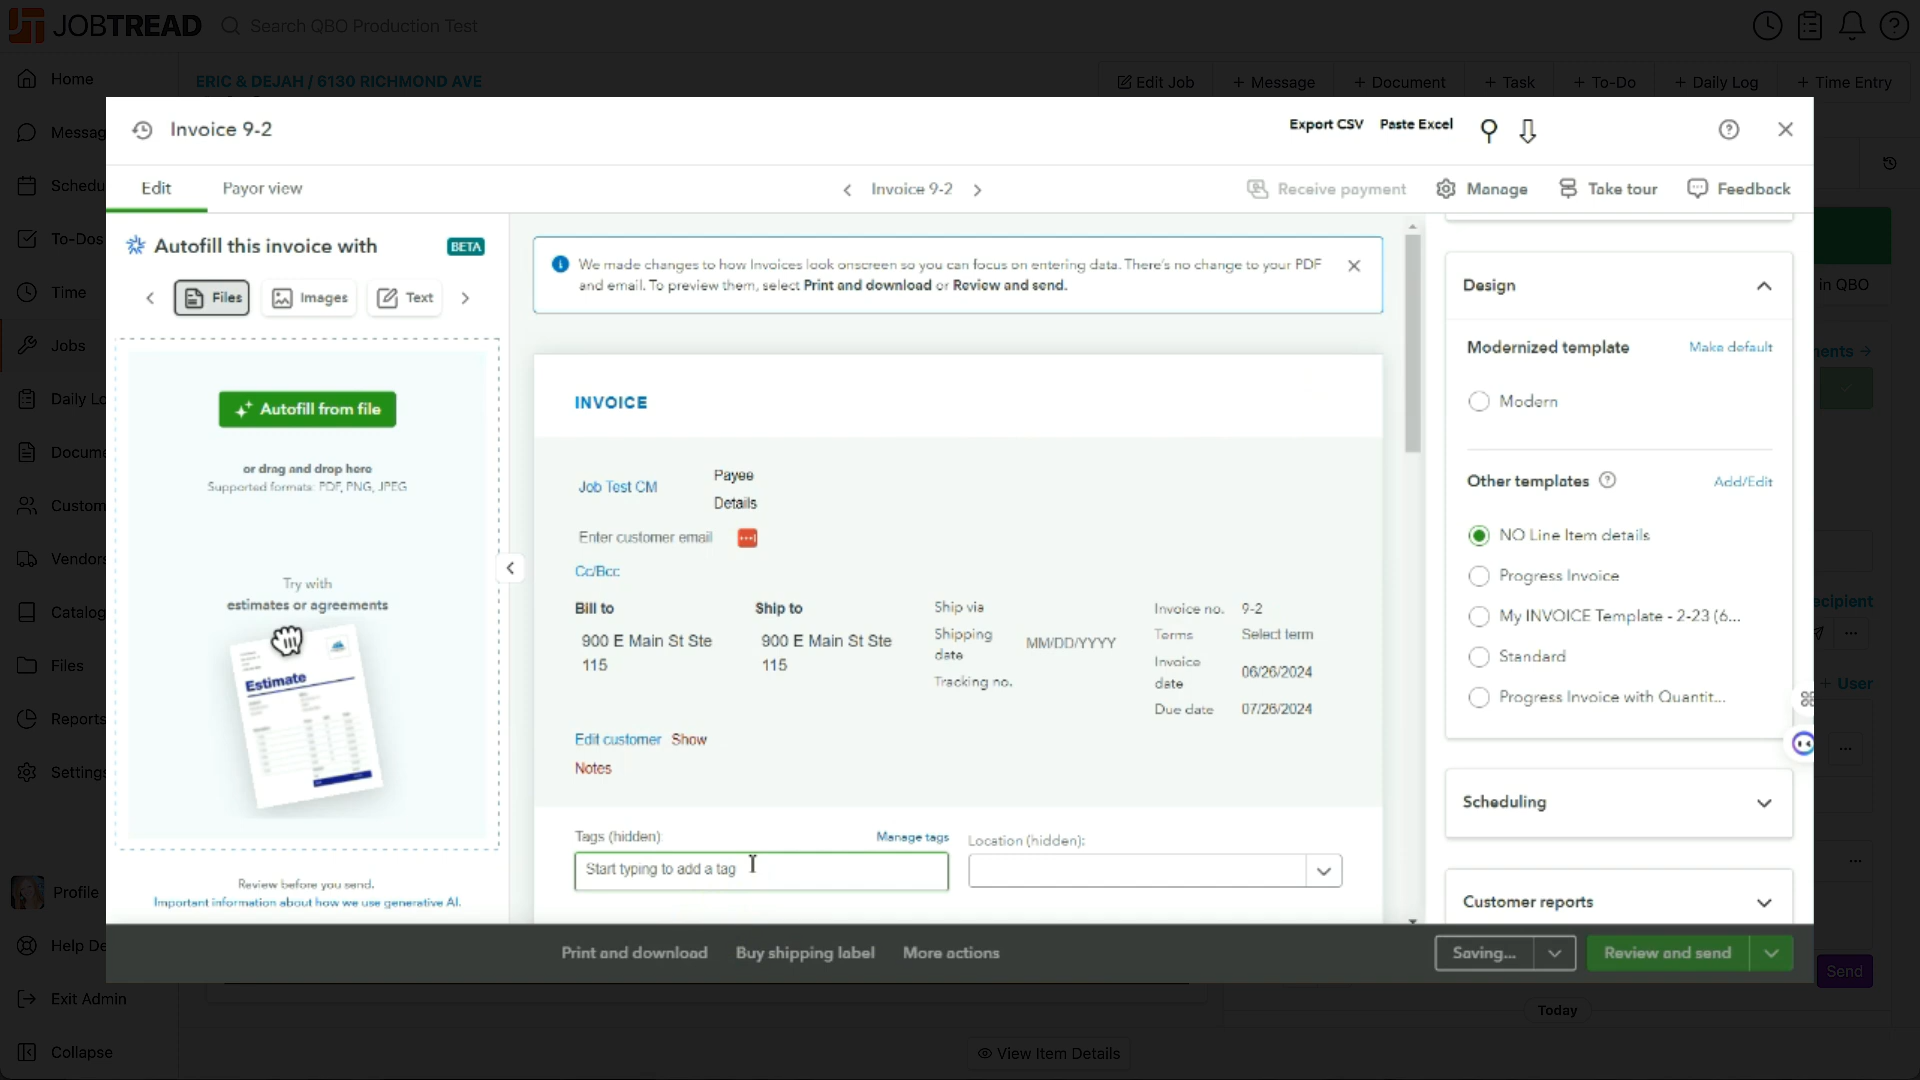 JOBTREAD
Search QBO Production Test
Home
ERIC & DEJAH / 6130 RICHMOND AVE
Edit Job
+ Message
+ Document
+ Task
+ To-Do
+ Daily Log
+ Time Entry
Invoice 9-2
Export CSV
Paste Excel
Edit
Payor view
Invoice 9-2
Receive payment
Manage
Take tour
Feedback
Autofill this invoice with
BETA
Files
Images
Text
Autofill from file
or drag and drop here
Supported formats: PDF, PNG, JPEG
Try with
estimates or agreements
Estimate
Review before you send.
Important information about how we use generative AI.
We made changes to how Invoices look onscreen so you can focus on entering data. There's no change to your PDF
and email. To preview them, select Print and download or Review and send.
INVOICE
Job Test CM
Payee
Details
Enter customer email
Cc/Bcc
Bill to
900 E Main St Ste
115
Ship to
900 E Main St Ste
115
Ship via
Shipping
date
MM/DD/YYYY
Tracking no.
Invoice no. 9-2
Terms Select term
Invoice
date
06/26/2024
Due date 07/26/2024
Edit customer Show
Notes
Tags (hidden)
Manage tags
Start typing to add a tag
Location (hidden):
Design
Modernized template
Make default
Modern
Other templates
Add/Edit
NO Line Item details
Progress Invoice
My INVOICE Template - 2-23 (6...
Standard
Progress Invoice with Quantit...
Scheduling
Customer reports
Print and download
Buy shipping label
More actions
Saving...
Review and send
Messag
Schedu
To-Dos
Time
Jobs
Daily Lo
Docume
Custom
Vendors
Catalog
Files
Reports
Settings
Profile
Help De
Exit Admin
Collapse
in QBO
ents →
ecipient
+ User
Send
Today
View Item Details